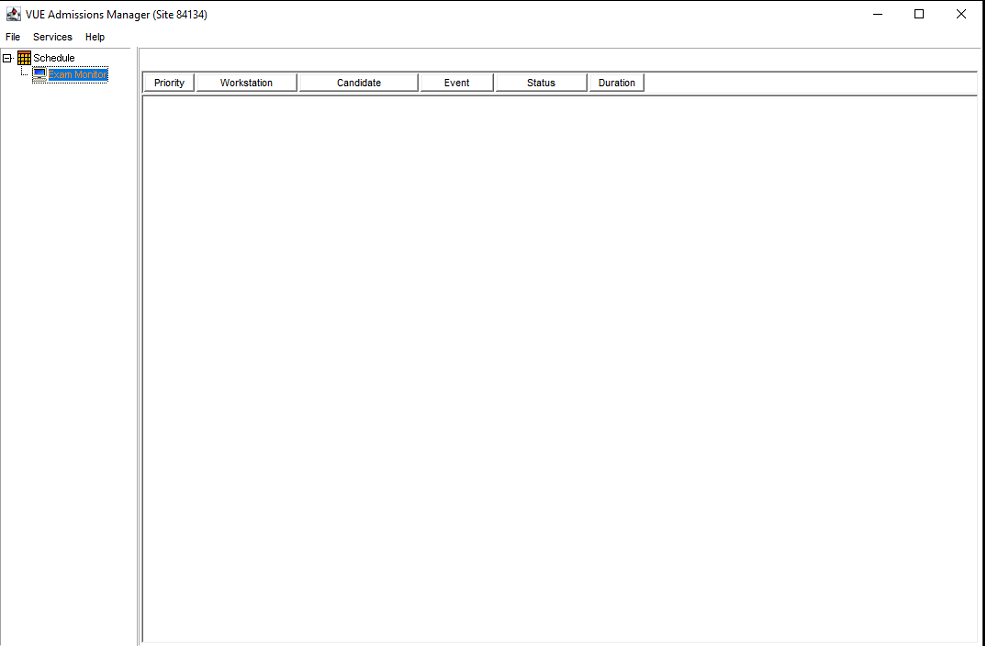 VUE Admissions Manager (Site 84134)
File Services Help
Schedule
Exam Monitor
Priority Workstation Candidate Event Status Duration